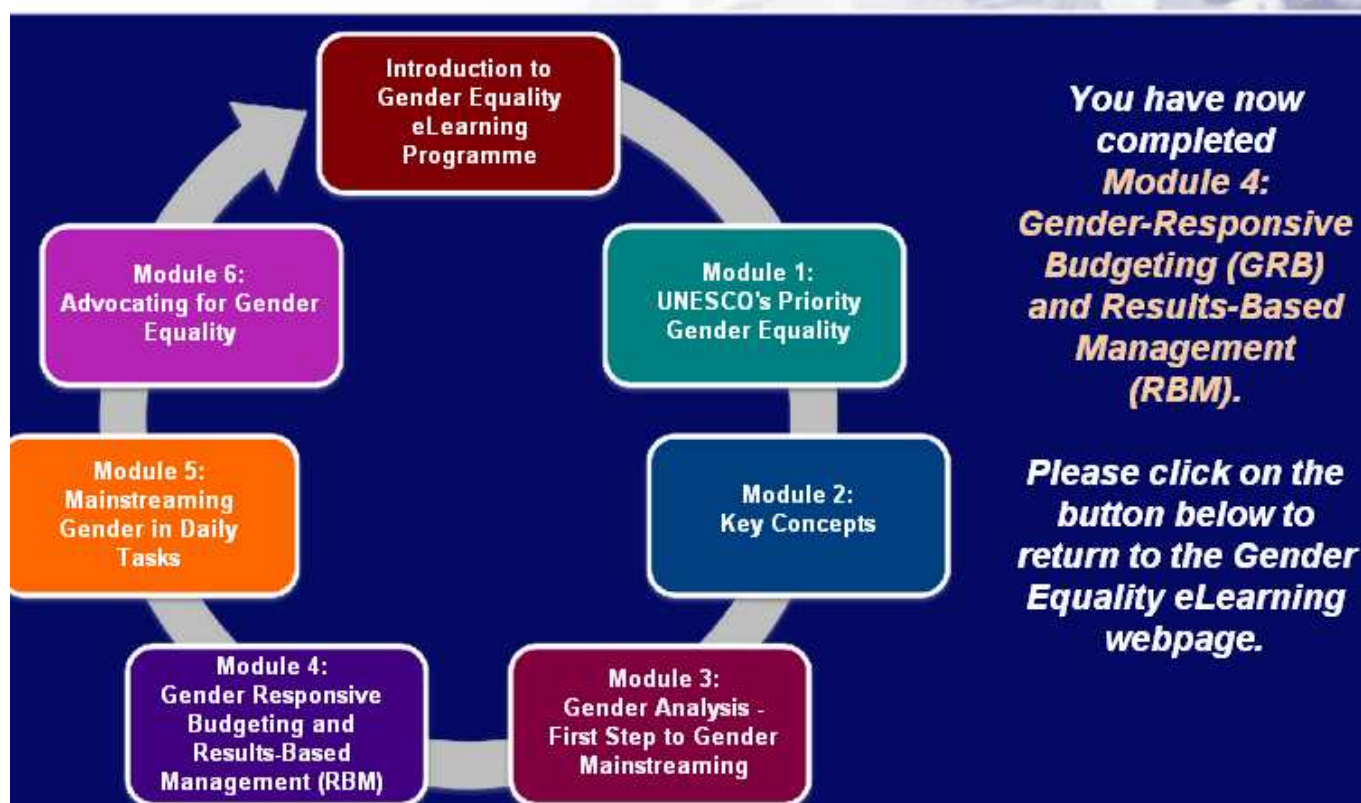 Introduction to
Gender Equality
eLearning
Programme
Module 1:
UNESCO's Priority
Gender Equality
Module 2:
Key Concepts
Module 3:
Gender Analysis -
First Step to Gender
Mainstreaming
Module 4:
Gender Responsive
Budgeting and
Results-Based
Management (RBM)
Module 5:
Mainstreaming
Gender in Daily
Tasks
Module 6:
Advocating for Gender
Equality
You have now
completed
Module 4:
Gender-Responsive
Budgeting (GRB)
and Results-Based
Management
(RBM).
Please click on the
button below to
return to the Gender
Equality eLearning
webpage.